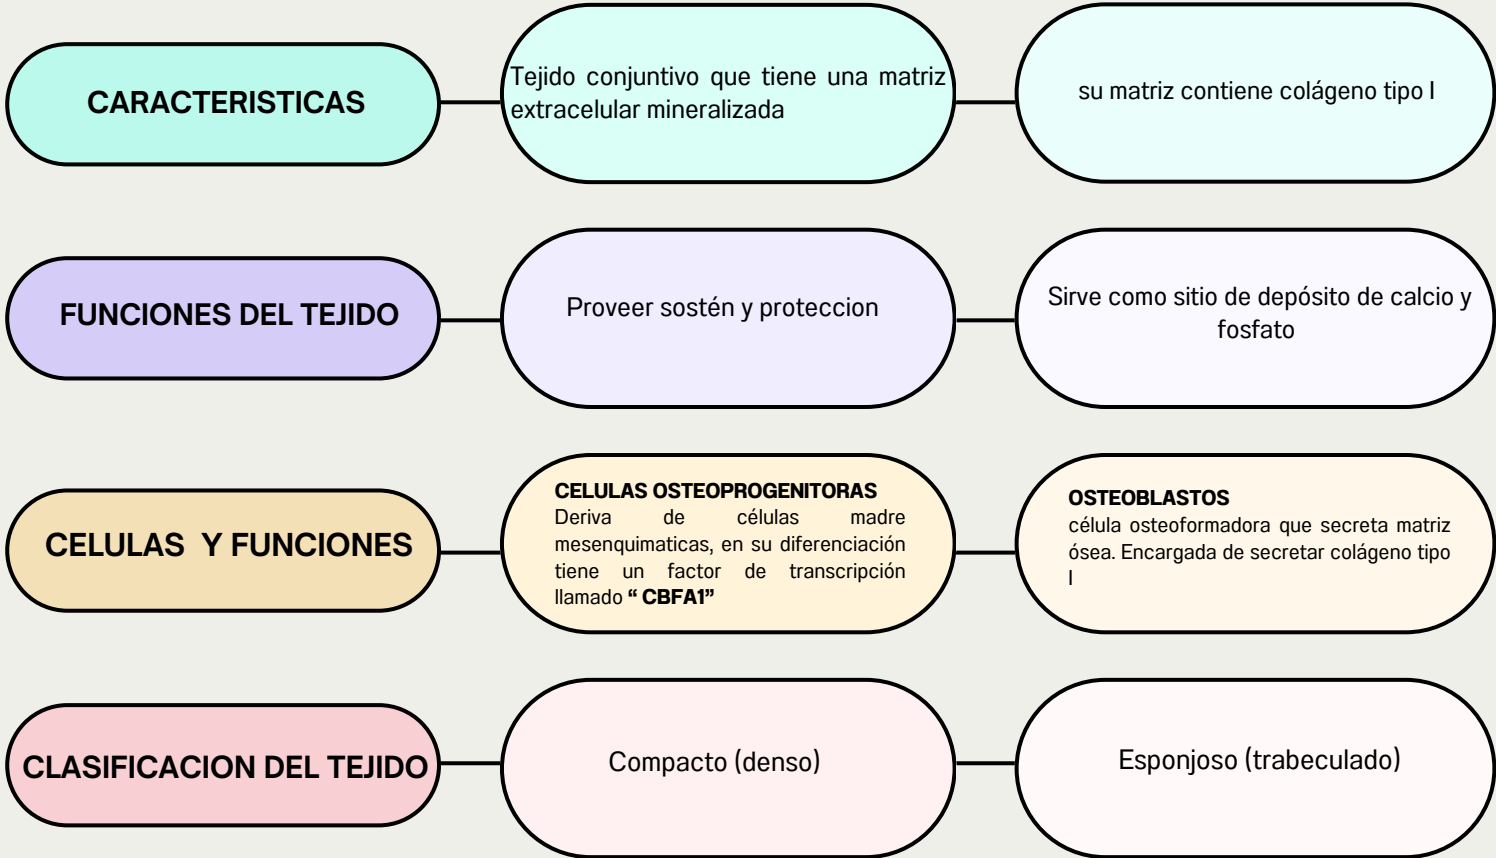 CARACTERISTICAS
Tejido conjuntivo que tiene una matriz
extracelular mineralizada
su matriz contiene colágeno tipo I
FUNCIONES DEL TEJIDO
Proveer sostén y proteccion
Sirve como sitio de depósito de calcio y
fosfato
CELULAS Y FUNCIONES
CELULAS OSTEOPROGENITORAS
Deriva de células madre
mesenquimaticas, en su diferenciación
tiene un factor de transcripción
llamado “ CBFA1”
OSTEOBLASTOS
célula osteoformadora que secreta matriz
ósea. Encargada de secretar colágeno tipo
I
CLASIFICACION DEL TEJIDO
Compacto (denso)
Esponjoso (trabeculado)